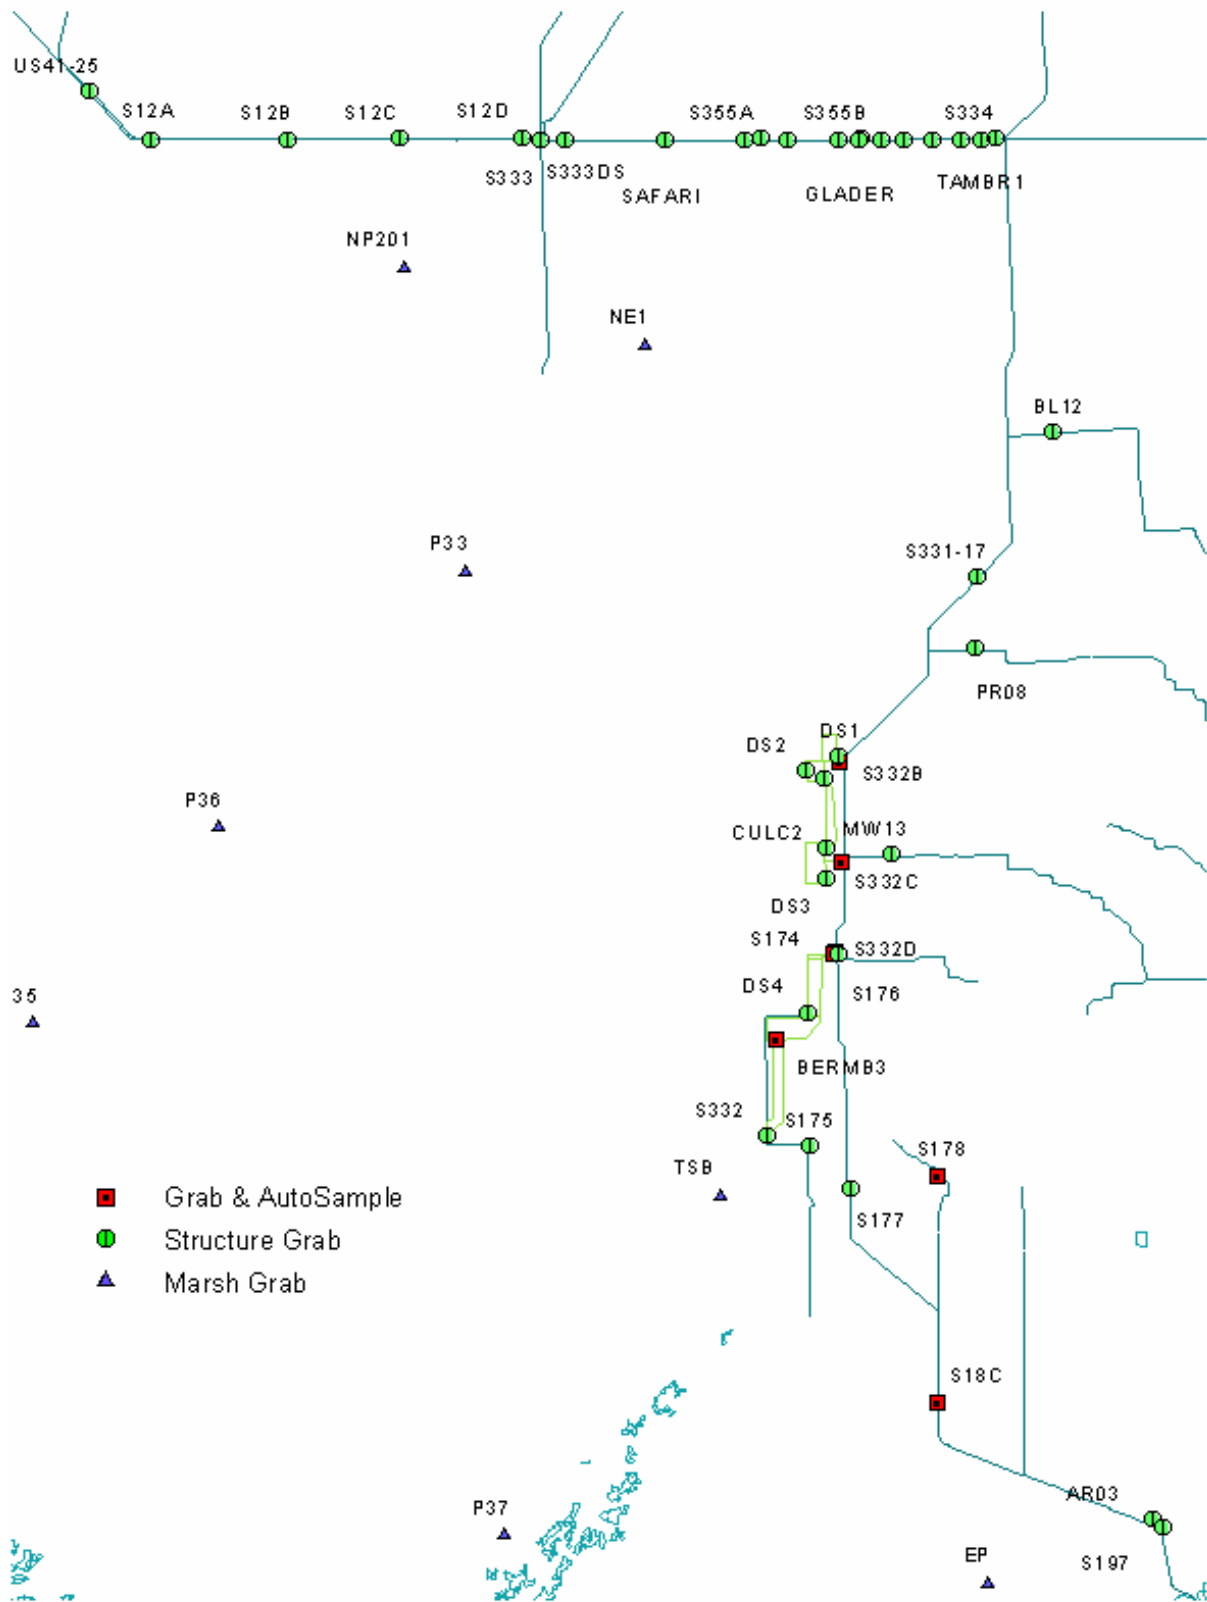 US41-25
S12A
S12B
S12C
S12D
S355A
S355B
S334
S333
S333DS
SAFARI
GLADER
TAMBR1
NP201
NE1
BL12
P33
S331-17
PR08
DS1
DS2
S332B
P36
CULC2
MW13
S332C
DS3
S174
S332D
DS4
S176
35
BERMB3
S332
S175
S178
TSB
S177
Grab & AutoSample
Structure Grab
Marsh Grab
S18C
AR03
P37
EP
S197